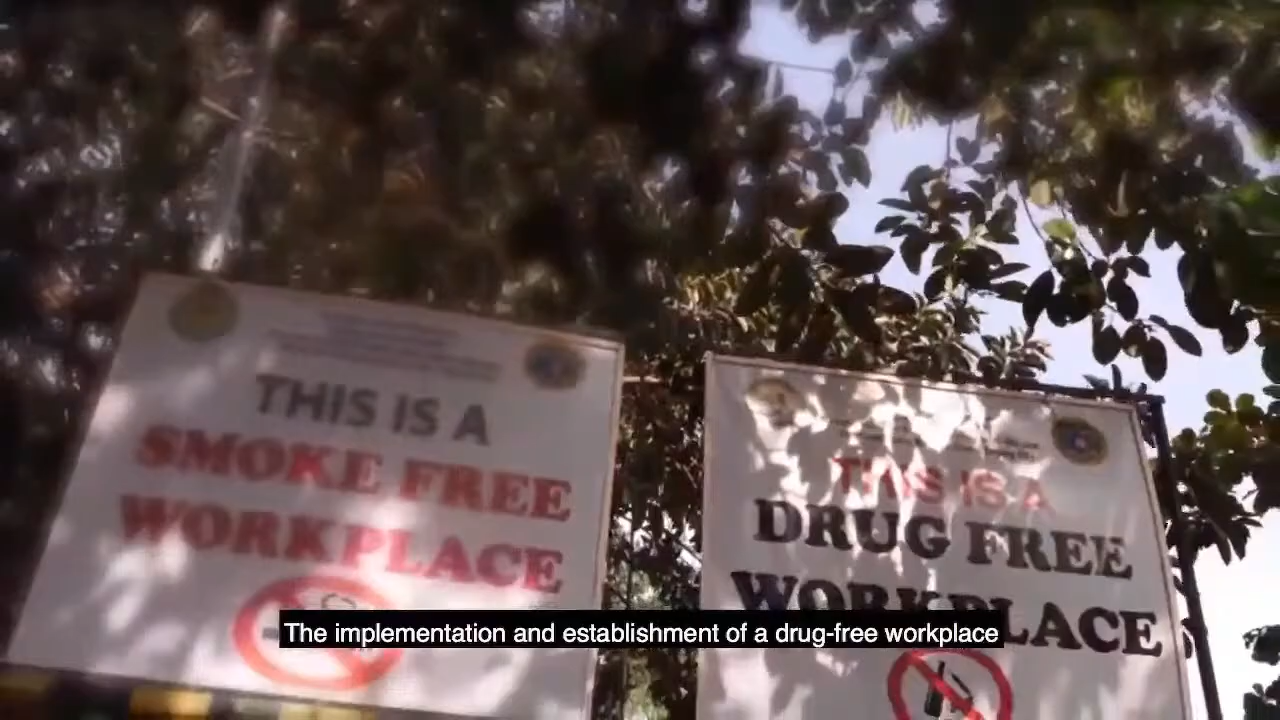 THIS IS A
SMOKE FREE
WORKPLACE
THIS IS A
DRUG FREE
WORKPLACE
The implementation and establishment of a drug-free workplace